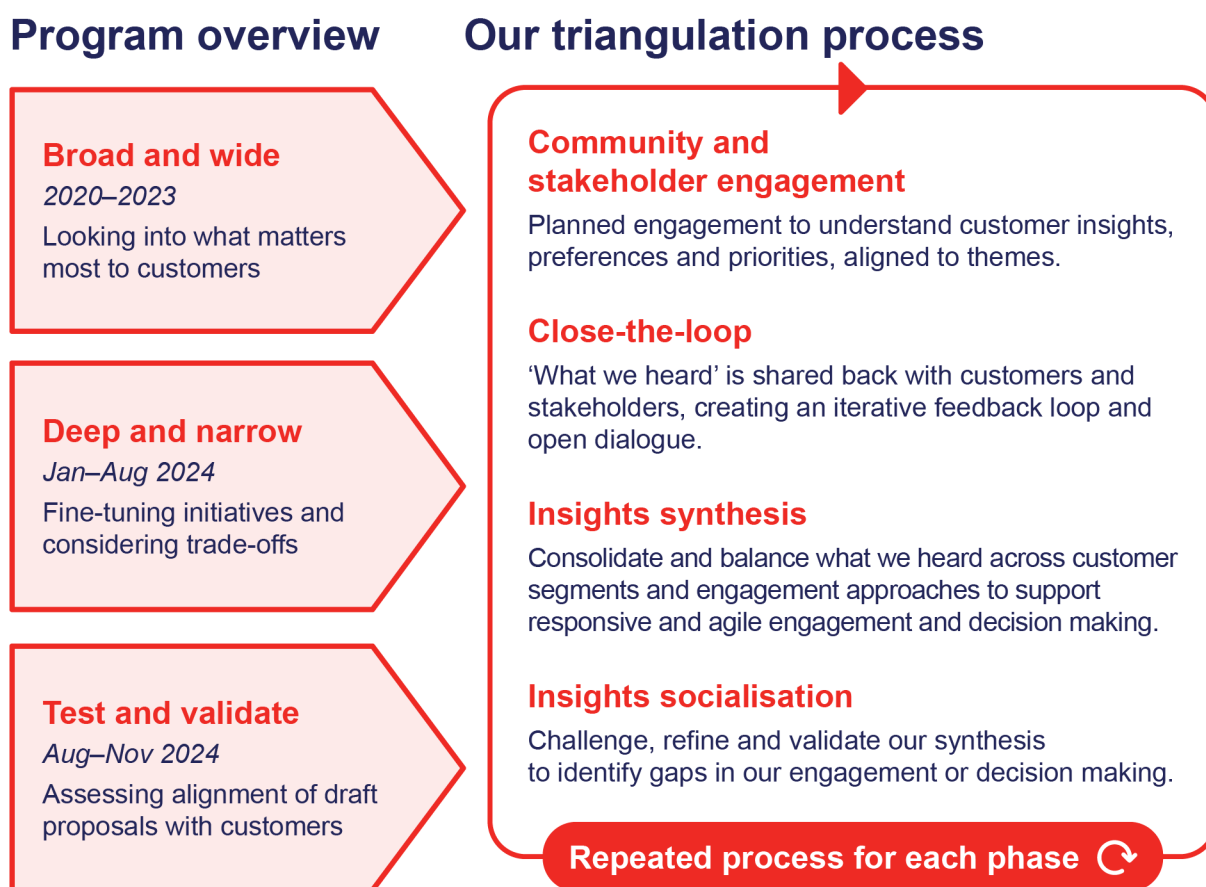 Program overview
Broad and wide
2020–2023
Looking into what matters
most to customers
Deep and narrow
Jan–Aug 2024
Fine-tuning initiatives and
considering trade-offs
Test and validate
Aug–Nov 2024
Assessing alignment of draft
proposals with customers
Our triangulation process
Community and
stakeholder engagement
Planned engagement to understand customer insights,
preferences and priorities, aligned to themes.
Close-the-loop
‘What we heard’ is shared back with customers and
stakeholders, creating an iterative feedback loop and
open dialogue.
Insights synthesis
Consolidate and balance what we heard across customer
segments and engagement approaches to support
responsive and agile engagement and decision making.
Insights socialisation
Challenge, refine and validate our synthesis
to identify gaps in our engagement or decision making.
Repeated process for each phase